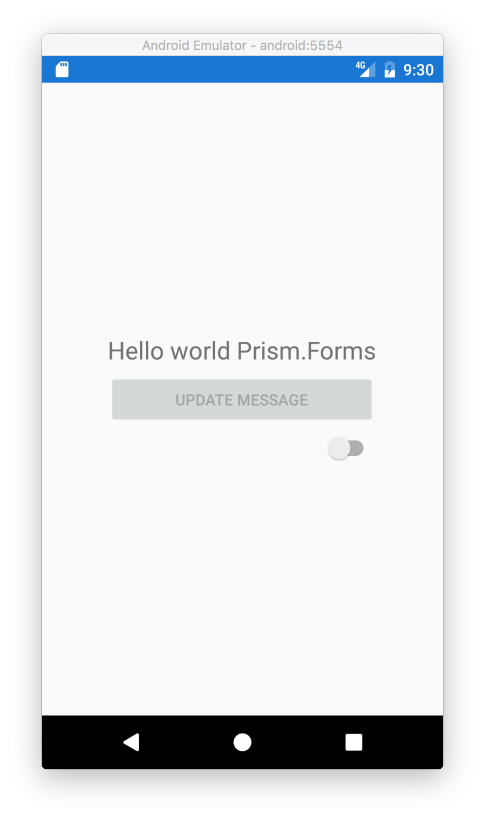 Android Emulator - android:5554
4G 9:30
Hello world Prism.Forms
UPDATE MESSAGE